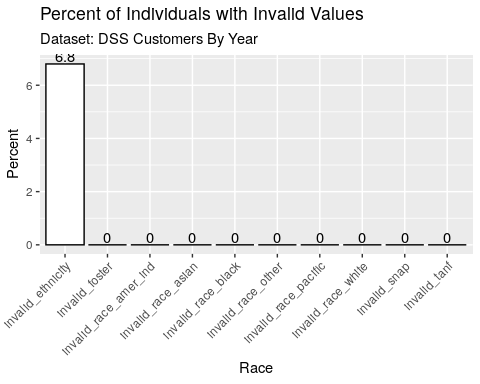 Percent of Individuals with Invalid Values
Dataset: DSS Customers By Year
6.8
0 0 0 0 0 0 0 0 0
6
4
2
0
Percent
Invalid_ethnicity
Invalid_foster
Invalid_race_amer_ind
Invalid_race_asian
Invalid_race_black
Invalid_race_other
Invalid_race_pacific
Invalid_race_white
Invalid_snap
Invalid_tanf
Race